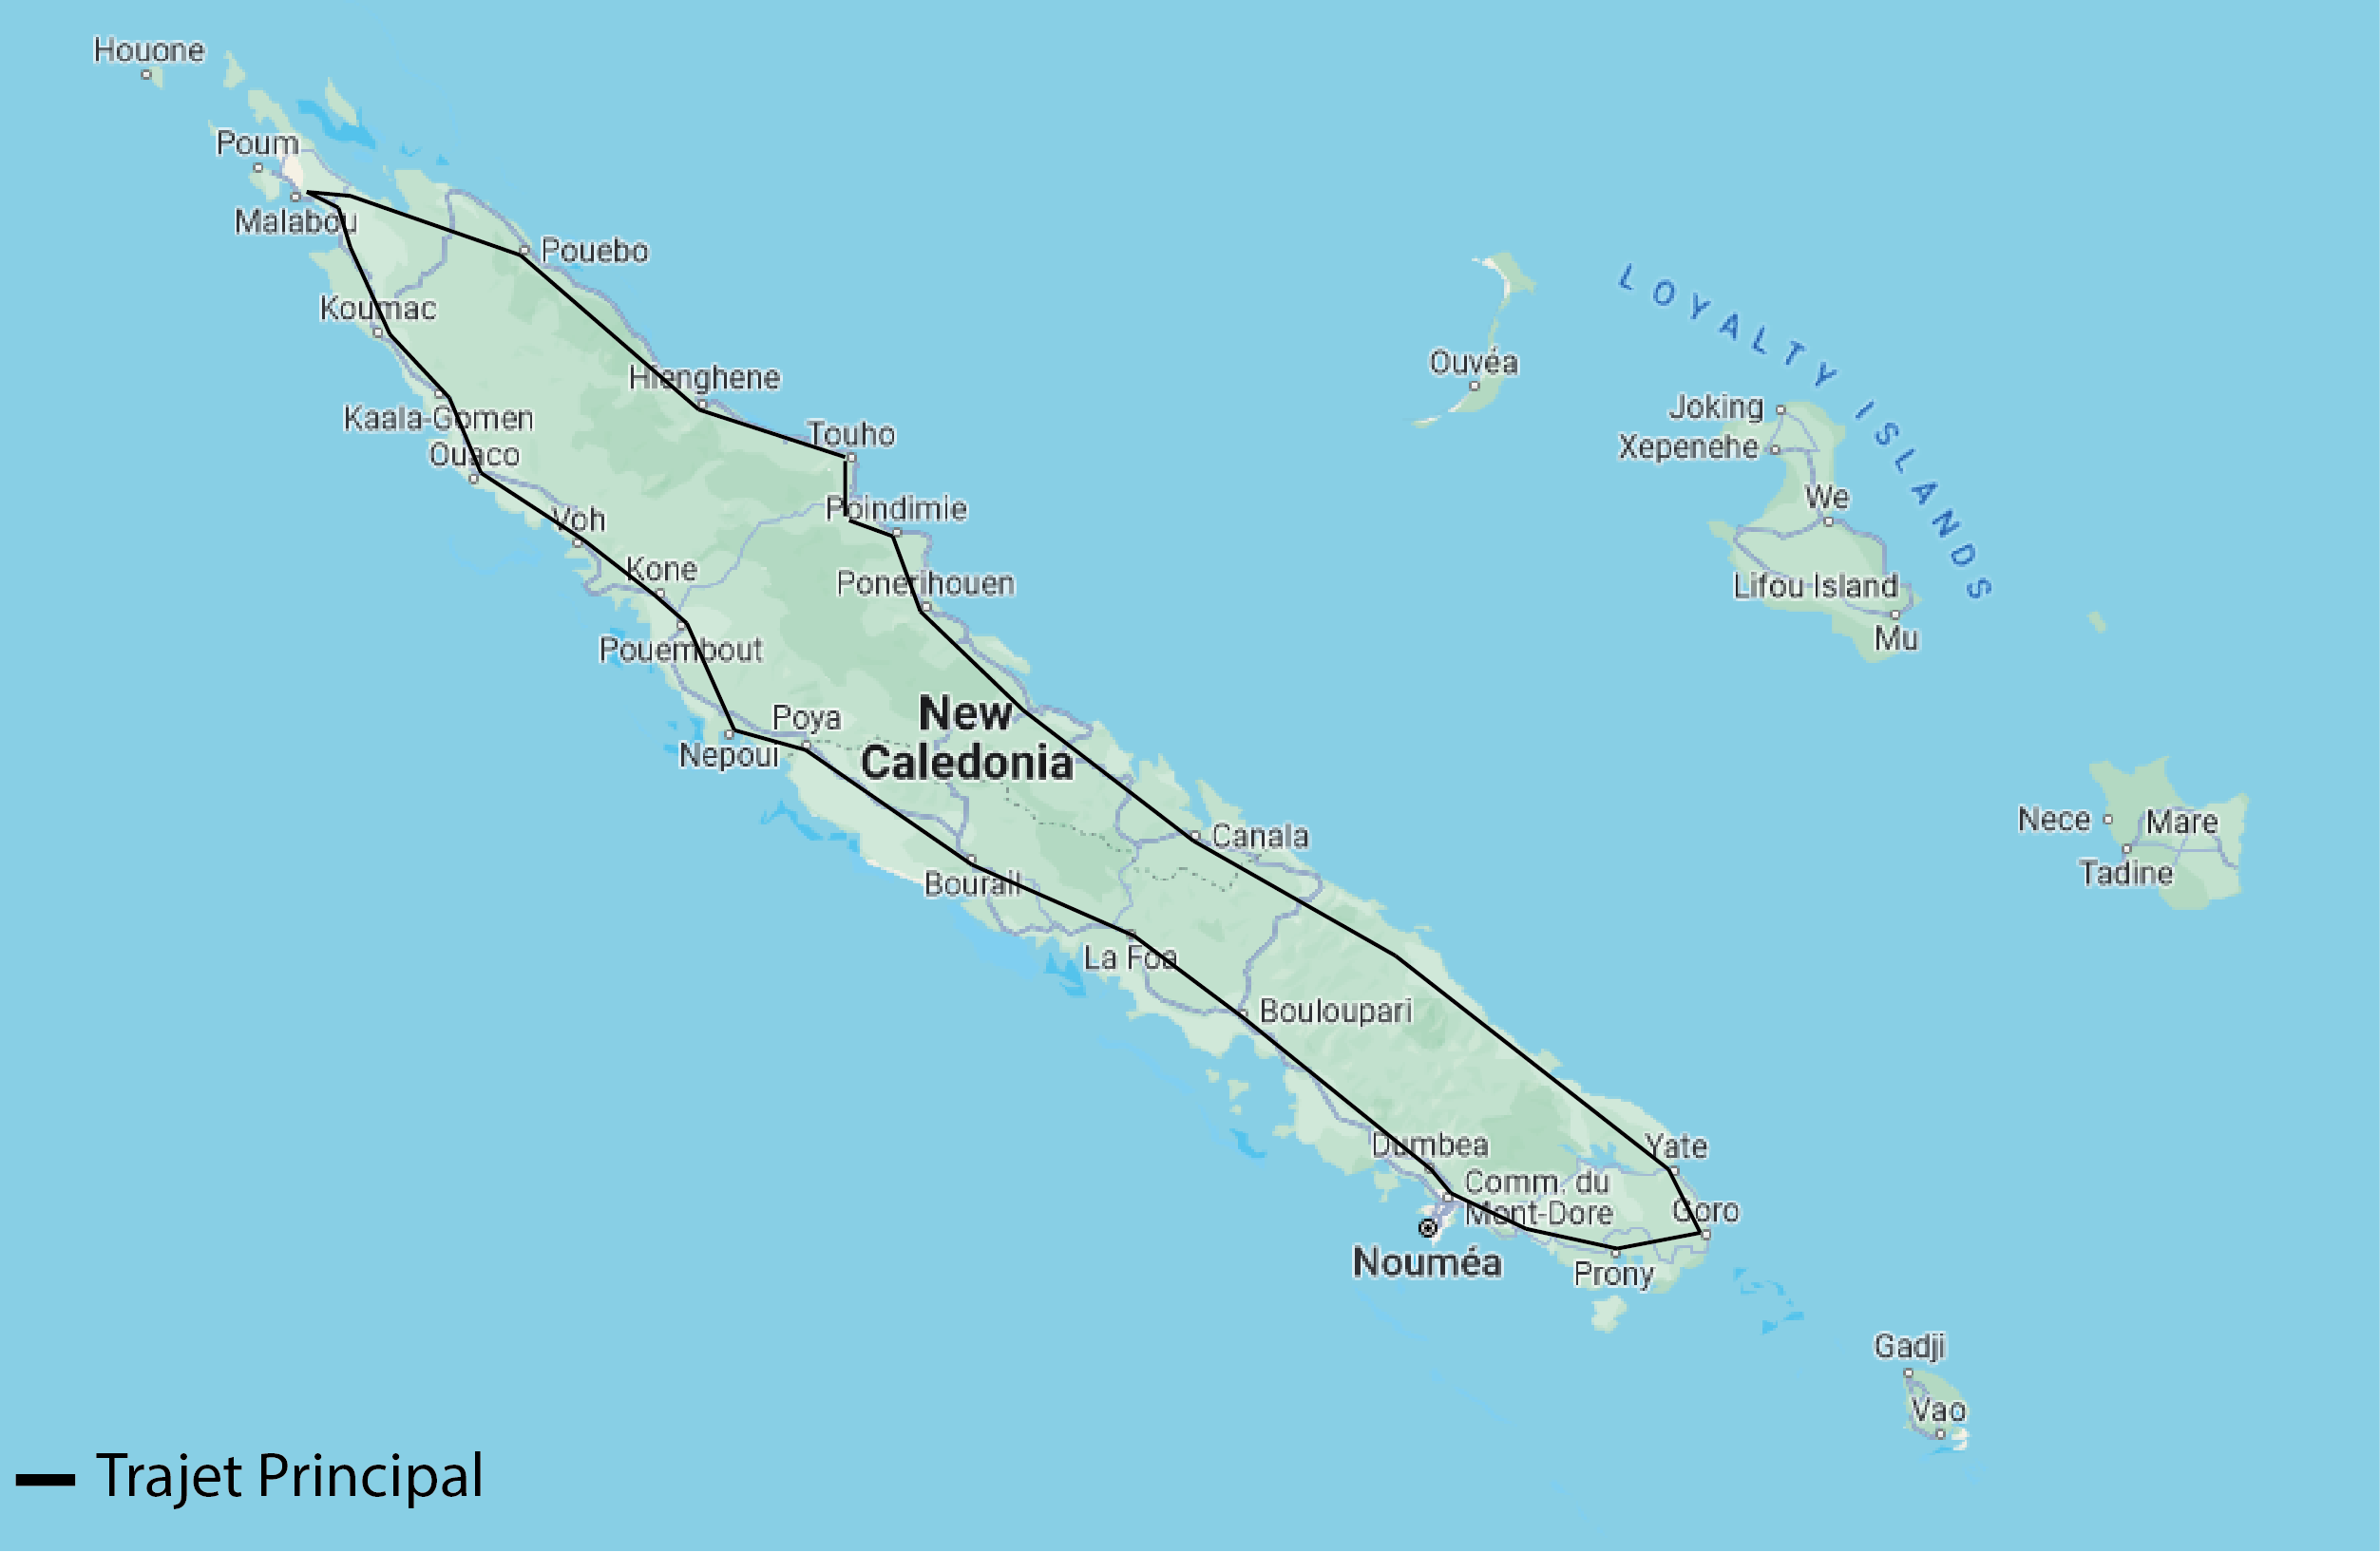 Houone
Poum
Malabou
Pouebo
Koumac
Hienghene
Kaala-Gomen
Ouaco
Touho
Voh
Poindimie
Kone
Ponerihouen
Pouembout
New
Caledonia
Poya
Nepoui
Canala
Bourail
La Foa
Bouloupari
Dumbea
Yate
Comm. du
Mont-Dore
Goro
Nouméa
Prony
LOYALTY ISLANDS
Ouvéa
Joking
Xepenehe
We
Lifou Island
Mu
Nece
Mare
Tadine
Gadji
Vao
Trajet Principal